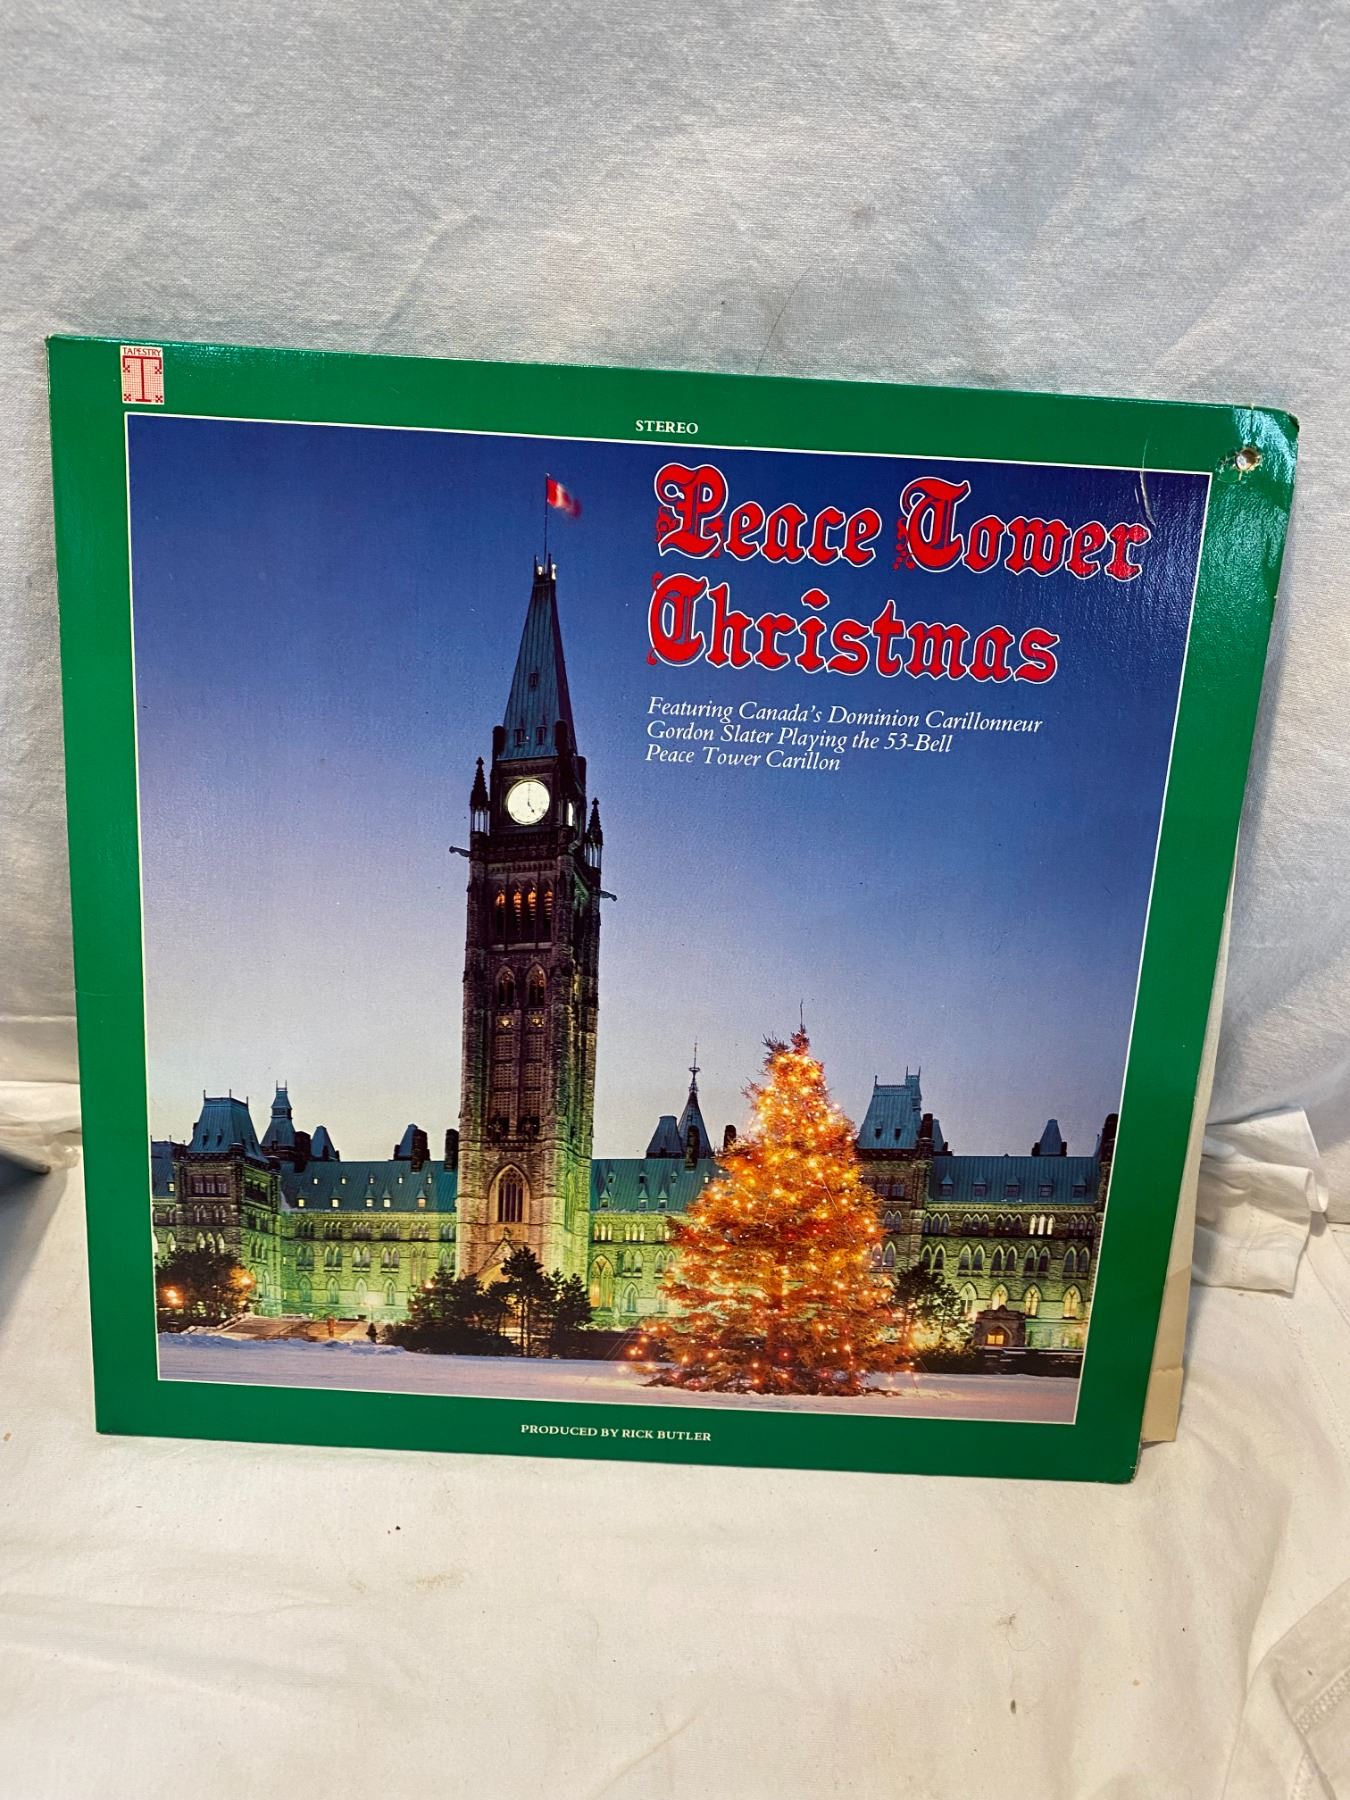 TAPESTRY
T
STEREO
Peace Tower
Christmas
Featuring Canada's Dominion Carillonneur
Gordon Slater Playing the 53-Bell
Peace Tower Carillon
PRODUCED BY RICK BUTLER